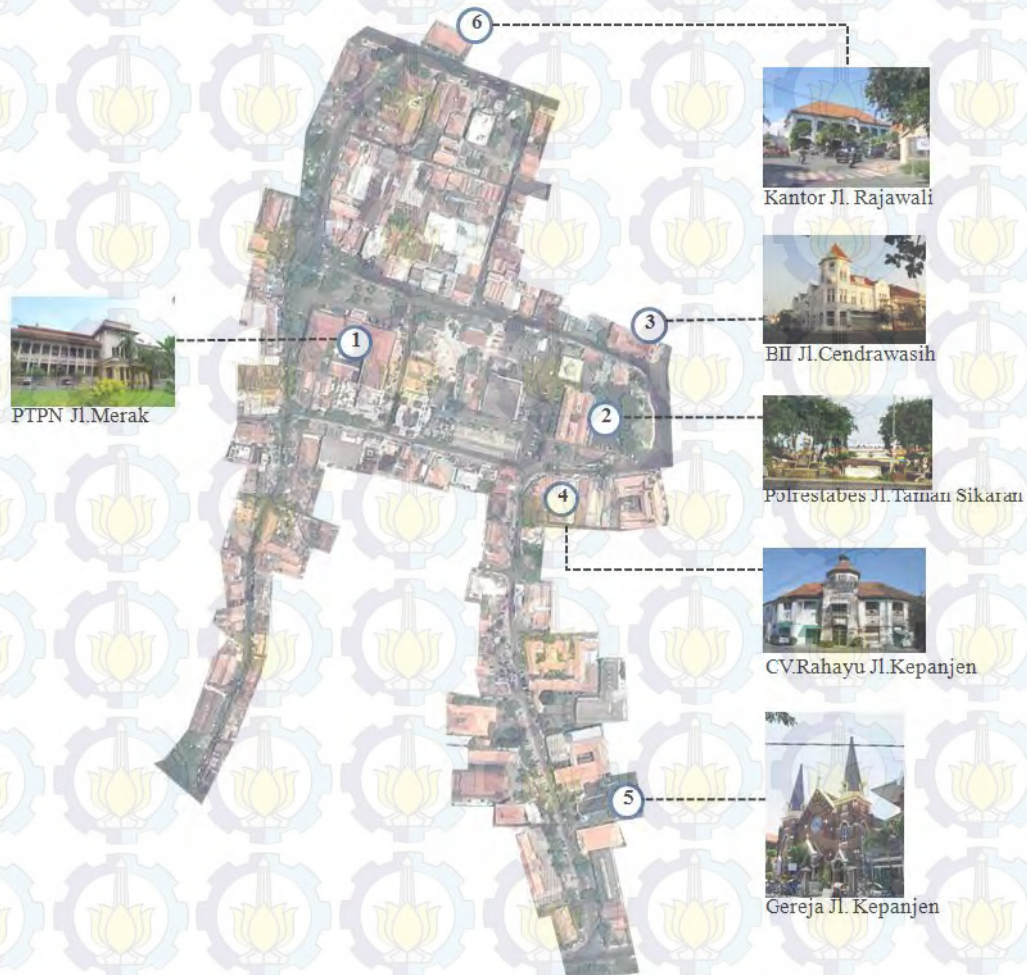 6
Kantor Jl. Rajawali
3
BII Jl.Cendrawasih
1
PTPN Jl.Merak
2
Polrestabes Jl.Taman Sikaran
4
CV.Rahayu Jl.Kepanjen
5
Gereja Jl. Kepanjen